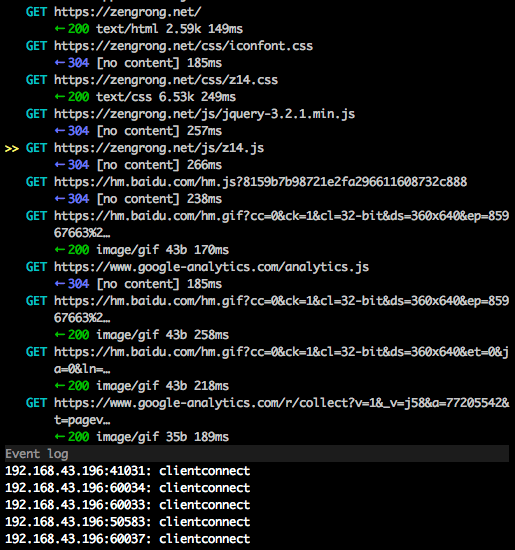 GET https://zengrong.net/
← 200 text/html 2.59k 149ms
GET https://zengrong.net/css/iconfont.css
← 304 [no content] 185ms
GET https://zengrong.net/css/z14.css
← 200 text/css 6.53k 249ms
GET https://zengrong.net/js/jquery-3.2.1.min.js
← 304 [no content] 257ms
>> GET https://zengrong.net/js/z14.js
← 304 [no content] 266ms
GET https://hm.baidu.com/hm.js?8159b7b98721e2fa296611608732c888
← 304 [no content] 238ms
GET https://hm.baidu.com/hm.gif?cc=0&ck=1&cl=32-bit&ds=360x640&ep=859
67663%2…
← 200 image/gif 43b 170ms
GET https://www.google-analytics.com/analytics.js
← 304 [no content] 185ms
GET https://hm.baidu.com/hm.gif?cc=0&ck=1&cl=32-bit&ds=360x640&ep=859
67663%2…
← 200 image/gif 43b 258ms
GET https://hm.baidu.com/hm.gif?cc=0&ck=1&cl=32-bit&ds=360x640&et=0&j
a=0&ln=…
← 200 image/gif 43b 218ms
GET https://www.google-analytics.com/r/collect?v=1&_v=j58&a=77205542&
t=pagev…
← 200 image/gif 35b 189ms
Event log
192.168.43.196:41031: clientconnect
192.168.43.196:60034: clientconnect
192.168.43.196:60033: clientconnect
192.168.43.196:50583: clientconnect
192.168.43.196:60037: clientconnect